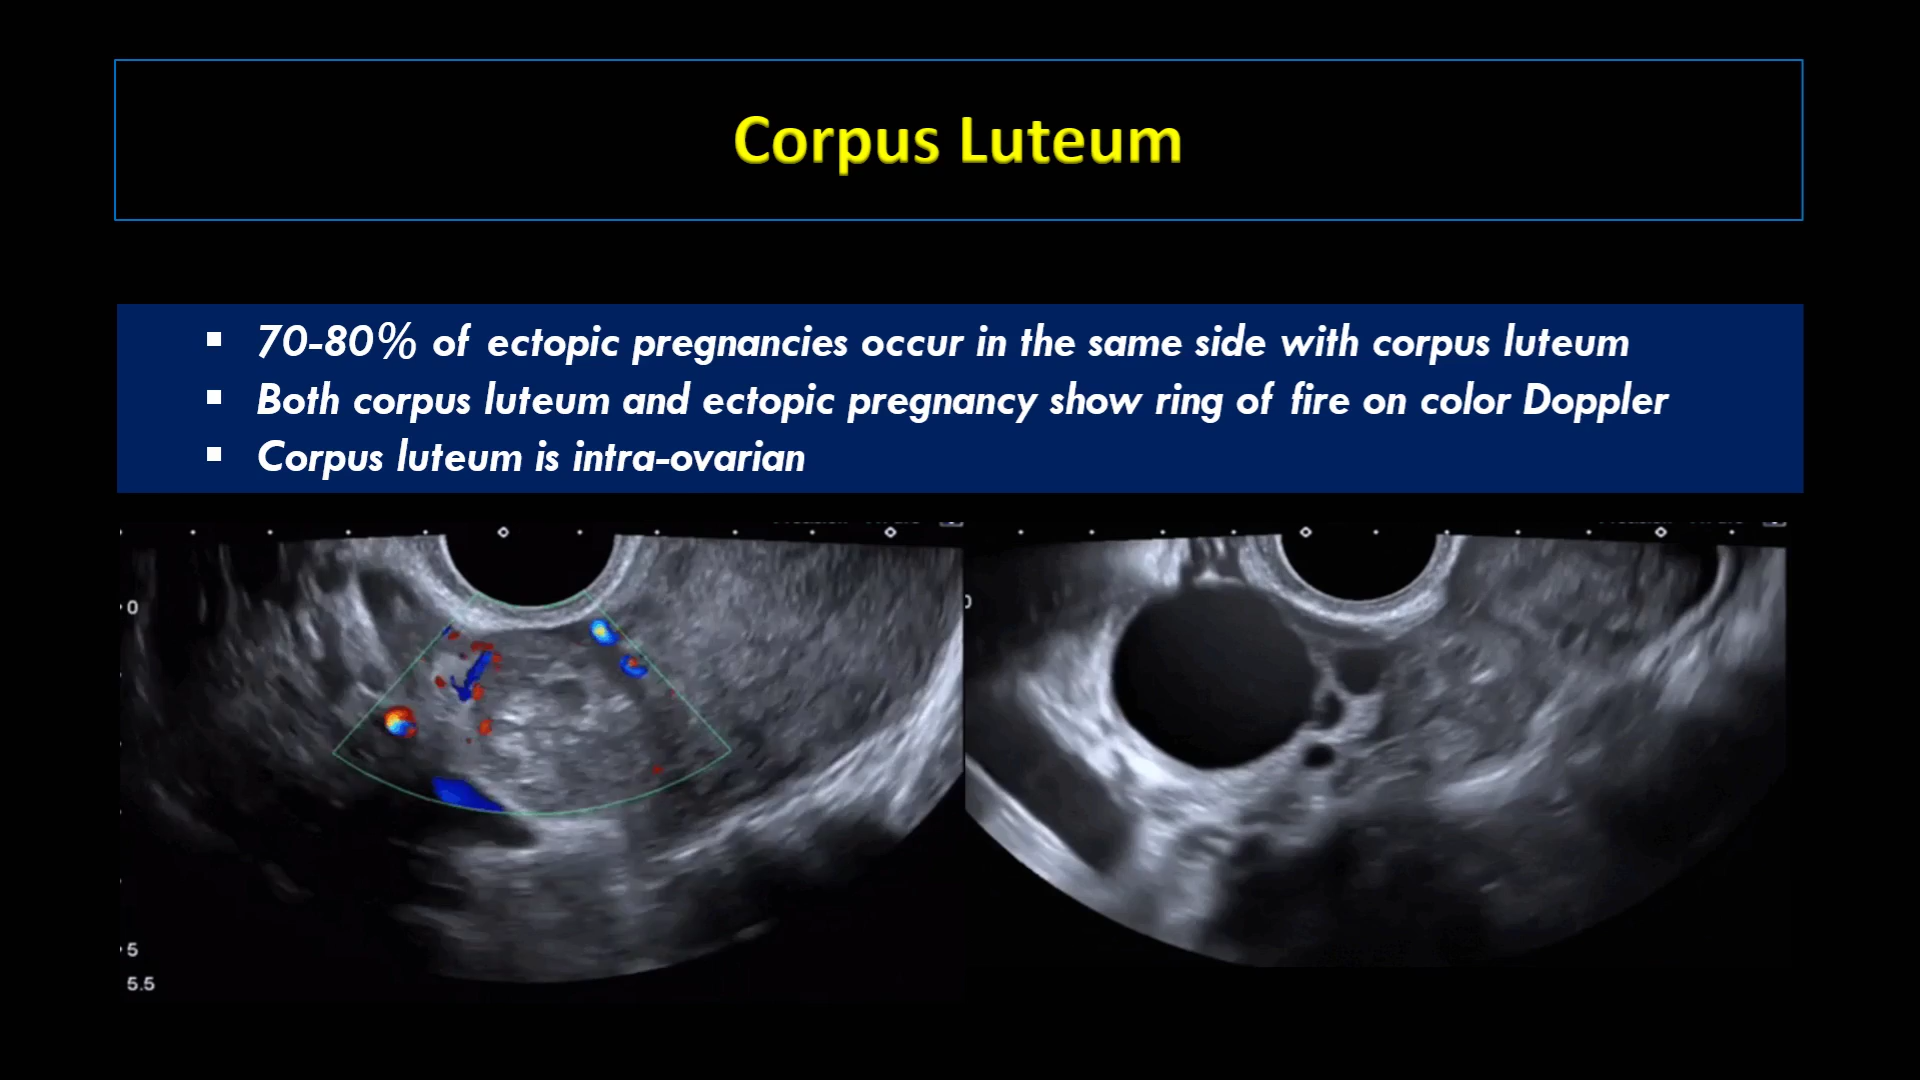 Corpus Luteum
▪ 70-80% of ectopic pregnancies occur in the same side with corpus luteum
▪ Both corpus luteum and ectopic pregnancy show ring of fire on color Doppler
▪ Corpus luteum is intra-ovarian
0
5
5.5